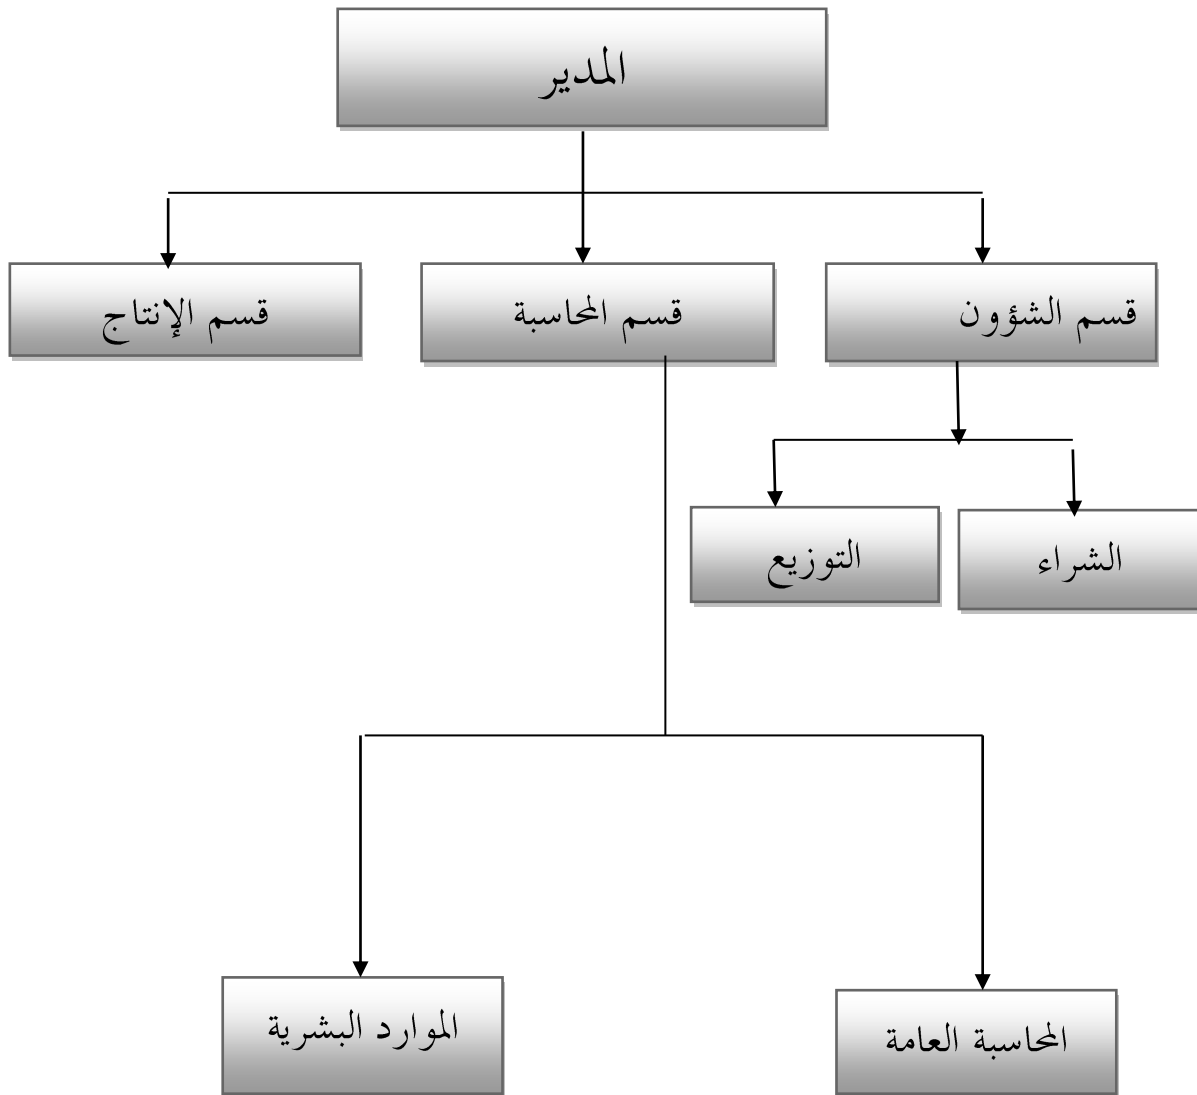 المدير
قسم الشؤون
قسم المحاسبة
قسم الإنتاج
الشراء
التوزيع
المحاسبة العامة
الموارد البشرية